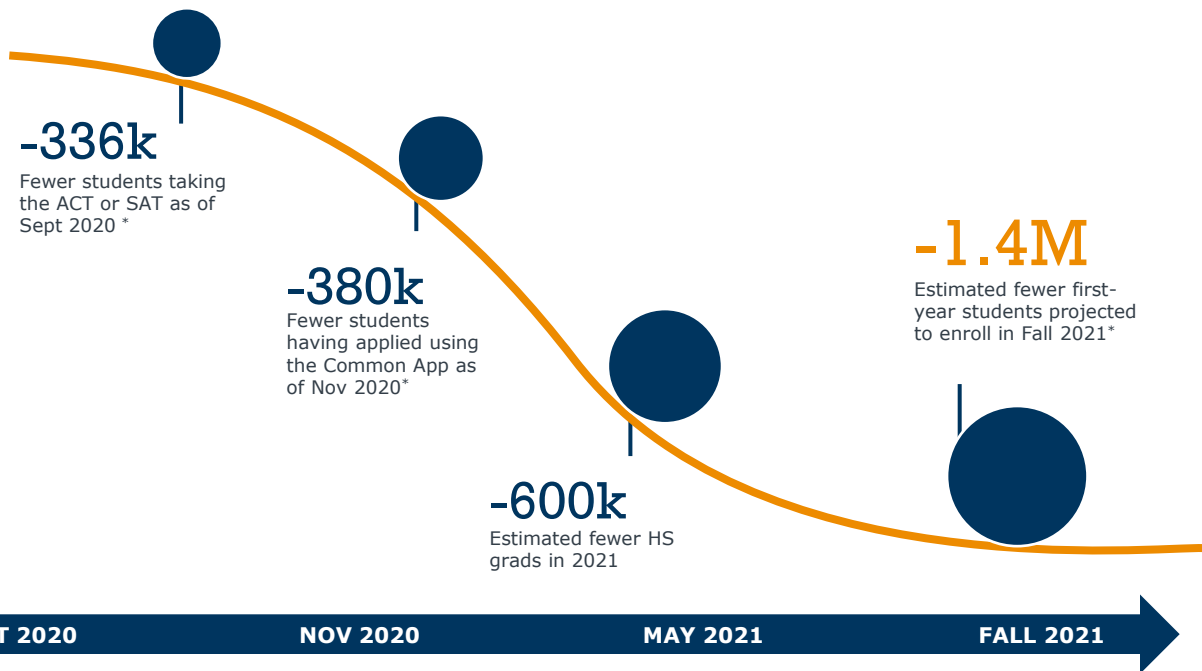 -336k
Fewer students taking
the ACT or SAT as of
Sept 2020 *
-380k
Fewer students
having applied using
the Common App as
of Nov 2020*
-600k
Estimated fewer HS
grads in 2021
-1.4M
Estimated fewer first-
year students projected
to enroll in Fall 2021*
T 2020
NOV 2020
MAY 2021
FALL 2021